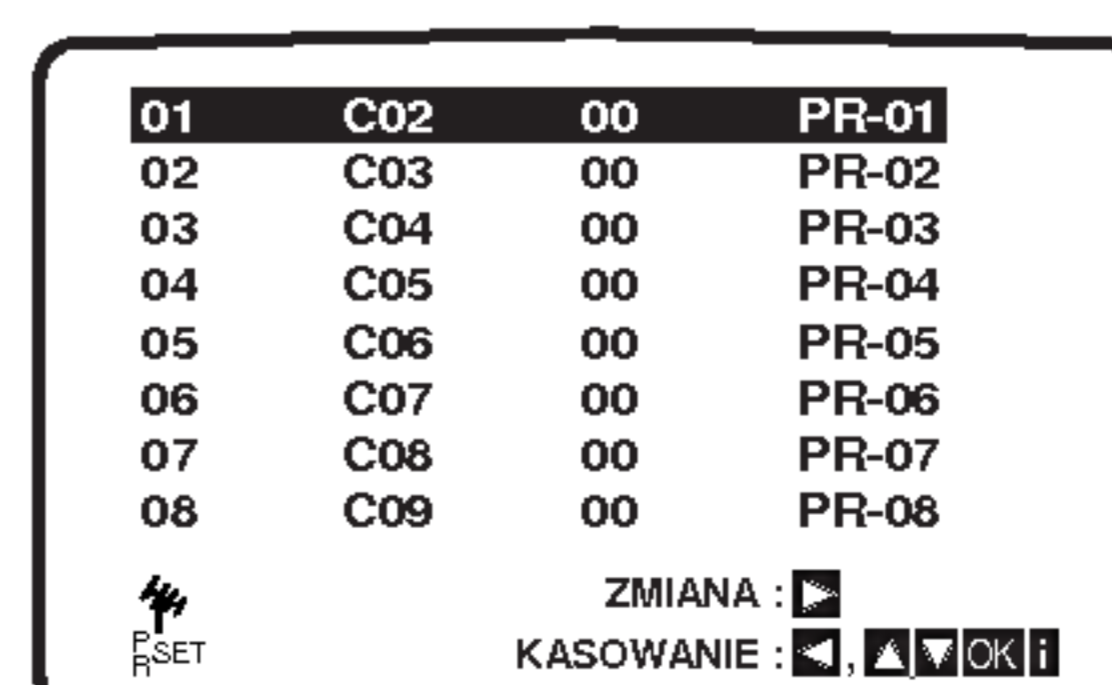 01 C02 00 PR-01
02 C03 00 PR-02
03 C04 00 PR-03
04 C05 00 PR-04
05 C06 00 PR-05
06 C07 00 PR-06
07 C08 00 PR-07
08 C09 00 PR-08
ZMIANA : ▷
PR SET KASOWANIE : ◁ , △ ▽ OK i